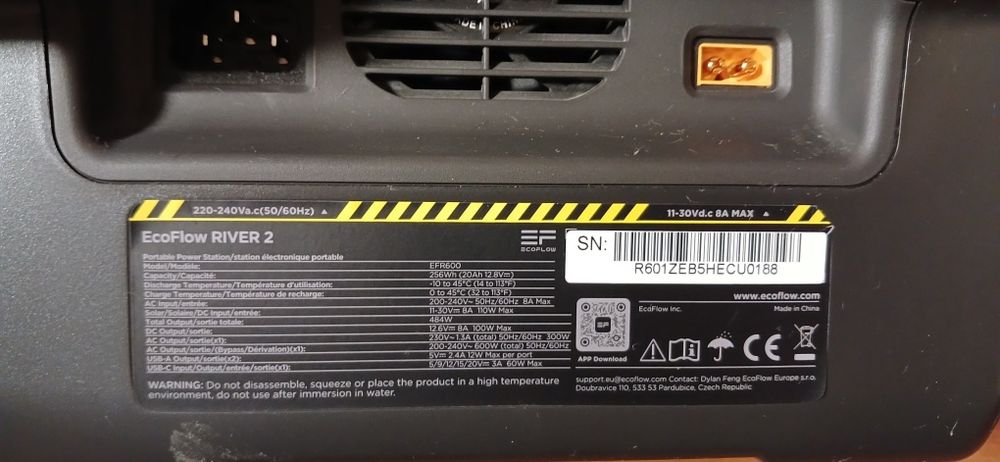 MADE IN CHINA
220-240Va.c(50/60Hz) ▲
11-30Vd.c 8A MAX ▲
EcoFlow RIVER 2
EF
ECOFLOW
SN:
R601ZEB5HECU0188
Portable Power Station/station électronique portable
Model/Modèle: EFR600
Capacity/Capacité: 256Wh (20Ah 12.8V⎓)
Discharge Temperature/Température d'utilisation: -10 to 45°C (14 to 113°F)
Charge Temperature/Température de recharge: 0 to 45°C (32 to 113°F)
AC Input/entrée: 200-240V~ 50Hz/60Hz 8A Max
Solar/Solaire/DC Input/entrée: 11-30V⎓ 8A 110W Max
Total Output/sortie totale: 484W
DC Output/sortie: 12.6V⎓ 8A 100W Max
AC Output/sortie(x1): 230V~ 1.3A (total) 50Hz/60Hz 300W
AC Output/sortie/(Bypass/Dérivation)(x1): 200-240V~ 600W (total) 50Hz/60Hz
USB-A Output/sortie(x2): 5V⎓ 2.4A 12W Max per port
USB-C Input/Output/entrée/sortie(x1): 5/9/12/15/20V⎓ 3A 60W Max
WARNING: Do not disassemble, squeeze or place the product in a high temperature
environment, do not use after immersion in water.
www.ecoflow.com
EcoFlow Inc.
Made in China
EF
APP Download
CE
support.eu@ecoflow.com Contact: Dylan Feng EcoFlow Europe s.r.o.
Doubravice 110, 533 53 Pardubice, Czech Republic